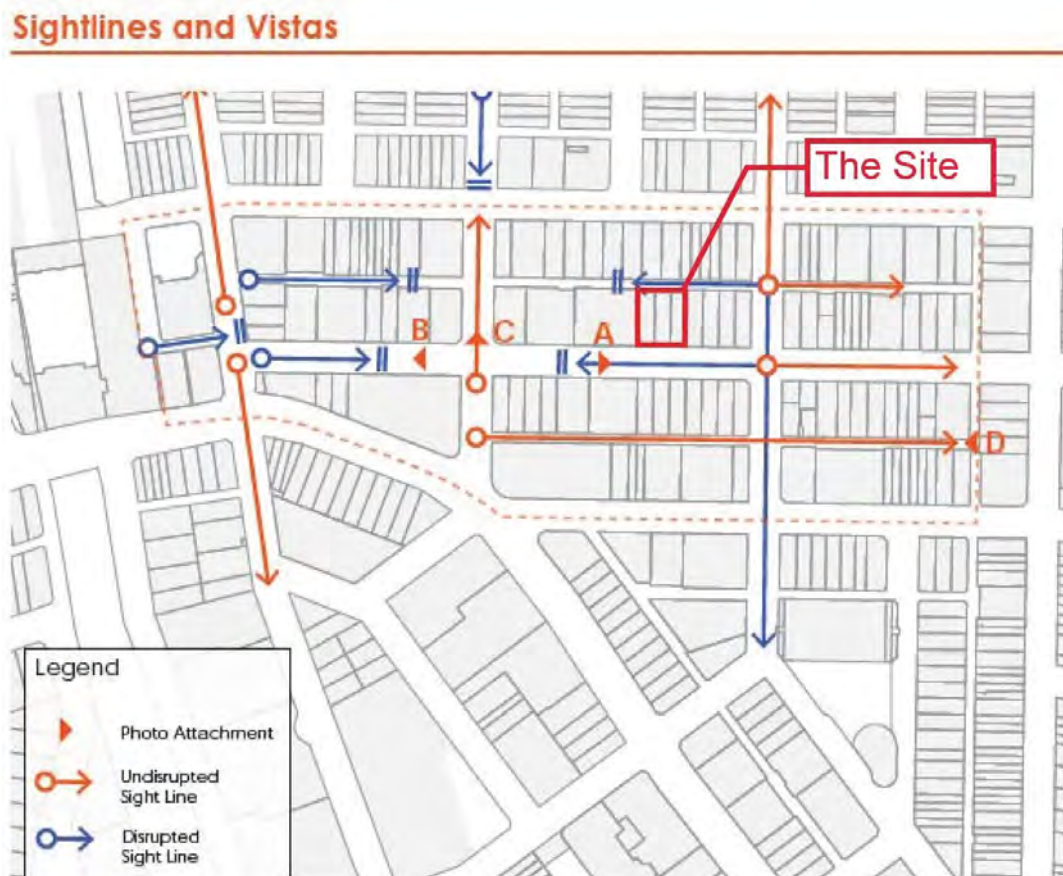 Sightlines and Vistas
The Site
B
C
A
D
Legend
Photo Attachment
Undisrupted
Sight Line
Disrupted
Sight Line